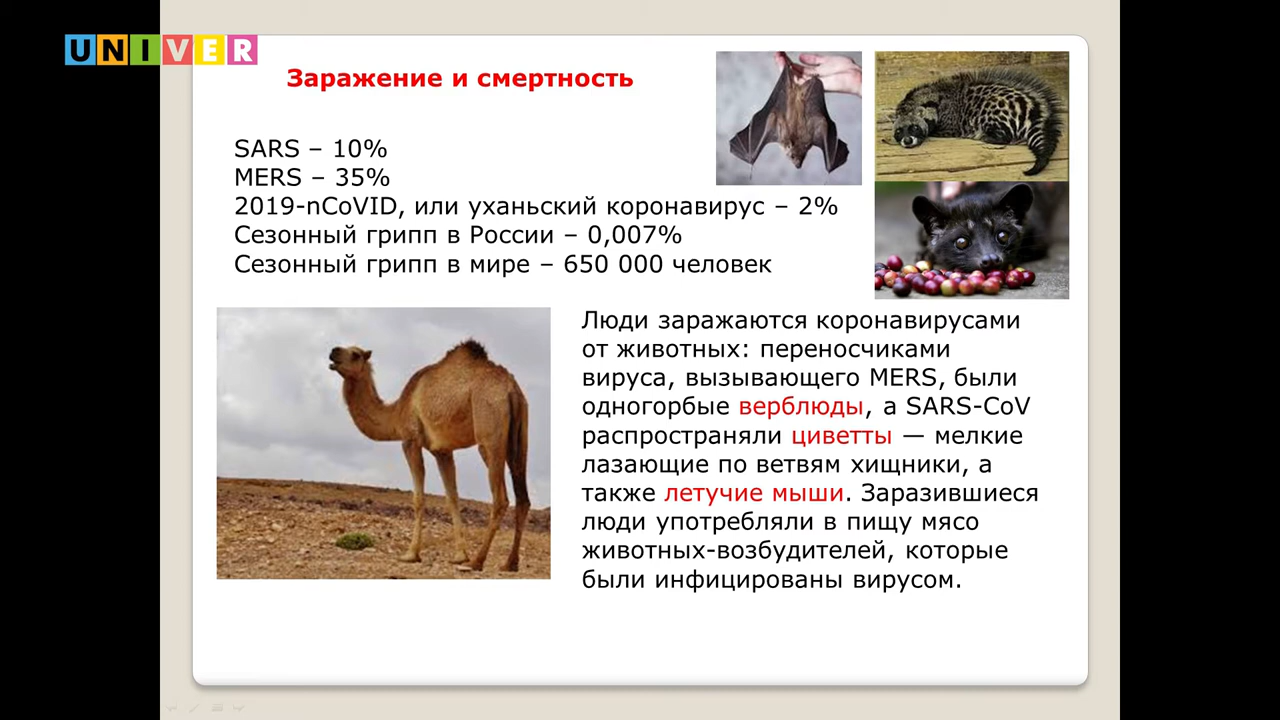 UNIVER
Заражение и смертность
SARS – 10%
MERS – 35%
2019-nCoVID, или уханьский коронавирус – 2%
Сезонный грипп в России – 0,007%
Сезонный грипп в мире – 650 000 человек
Люди заражаются коронавирусами
от животных: переносчиками
вируса, вызывающего MERS, были
одногорбые верблюды, а SARS-CoV
распространяли циветты — мелкие
лазающие по ветвям хищники, а
также летучие мыши. Заразившиеся
люди употребляли в пищу мясо
животных-возбудителей, которые
были инфицированы вирусом.